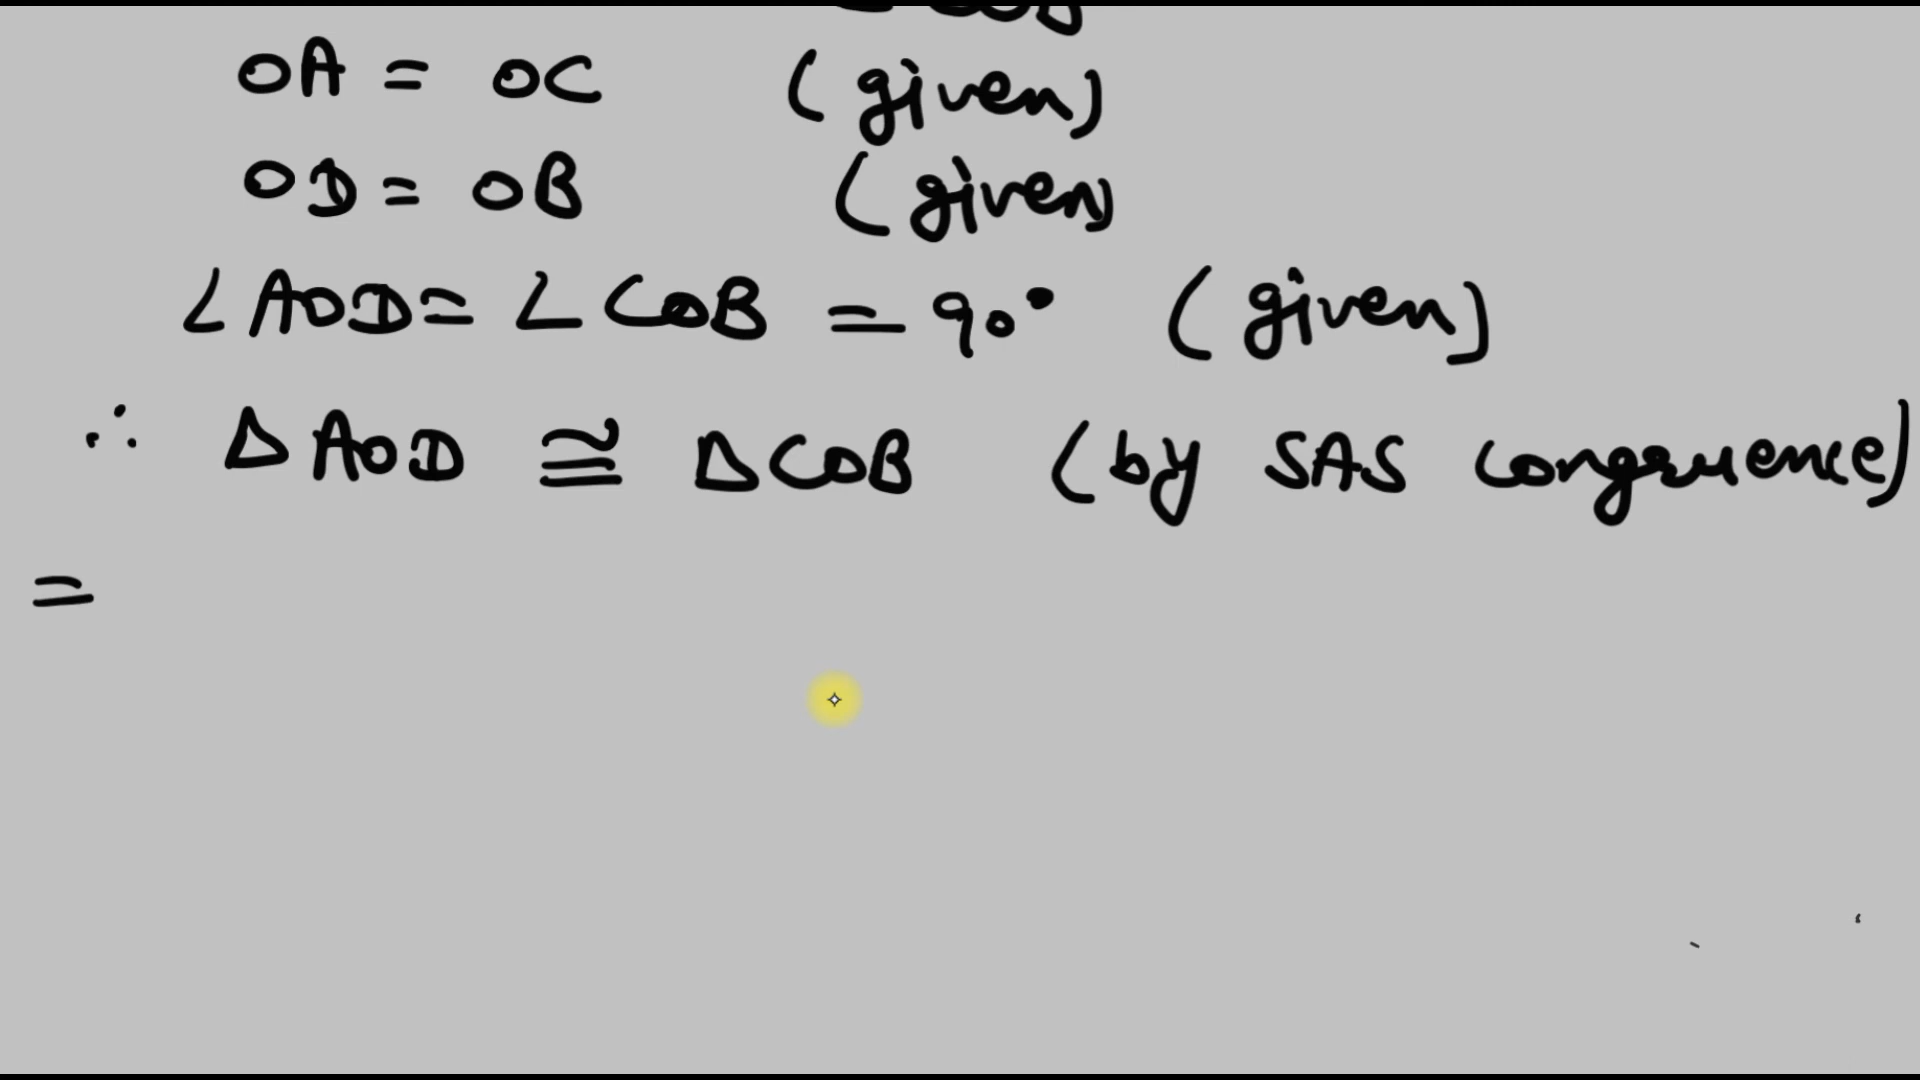 OA = OC (given)
OD = OB (given)
∠AOD = ∠COB = 90° (given)
∴ ΔAOD ≅ ΔCOB (by SAS congruence)
=